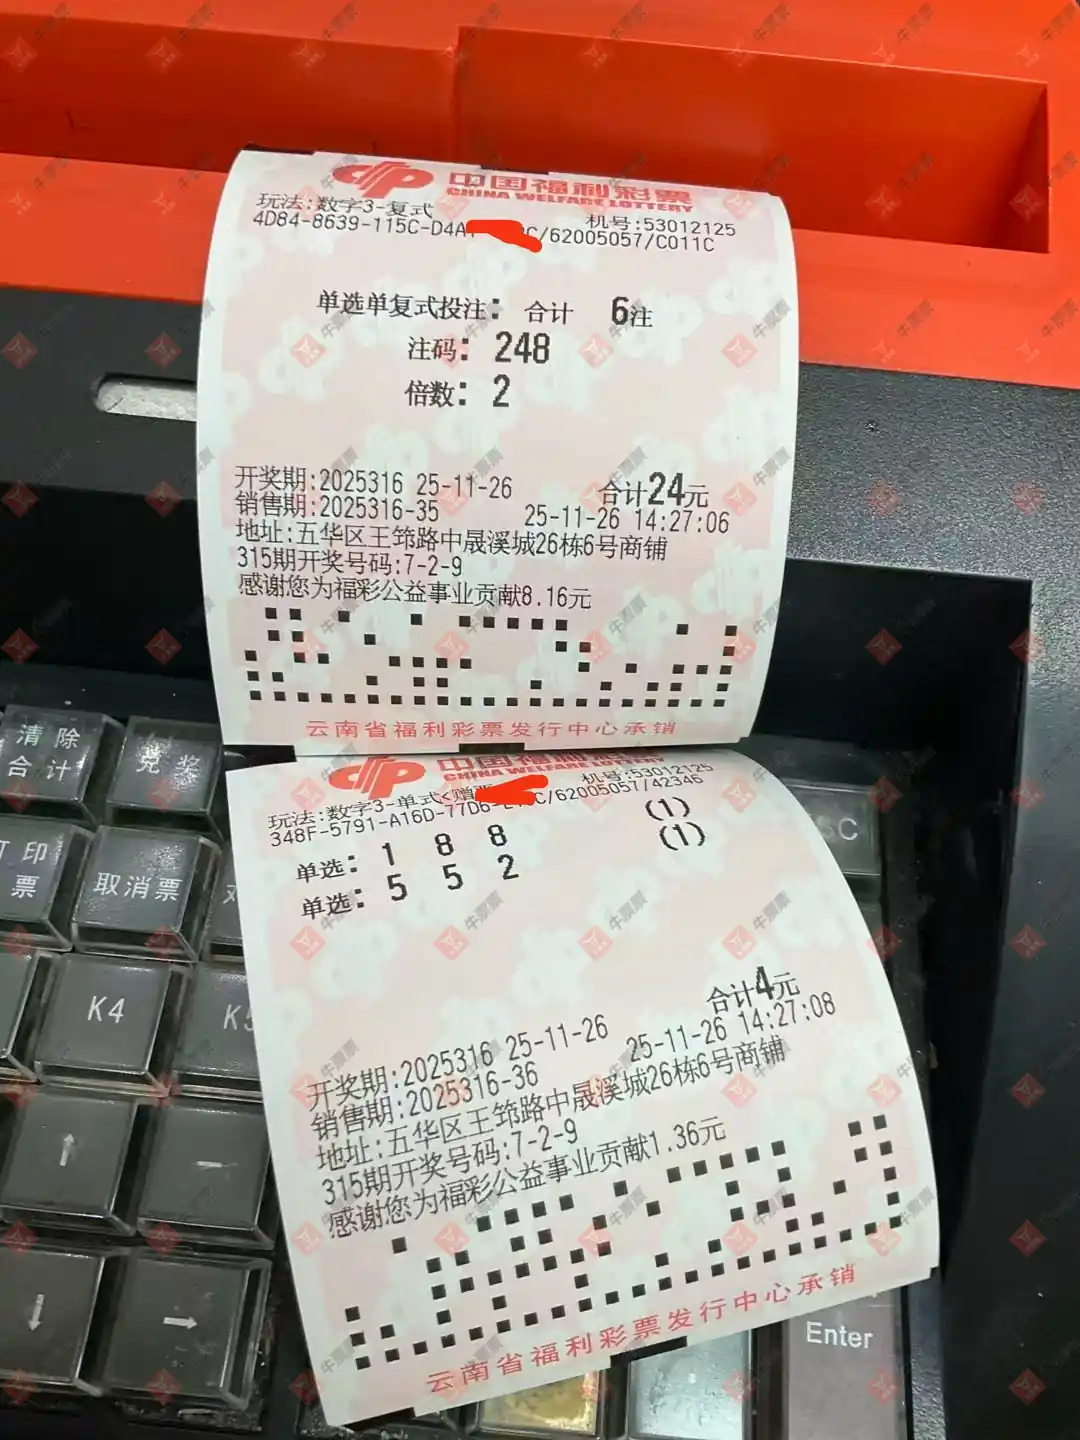 中国福利彩票
CHINA WELFARE LOTTERY
玩法:数字3-复式
机号:53012125
4D84-8639-115C-D4A
C/62005057/C011C
单选单复式投注: 合计 6注
注码: 248
倍数: 2
开奖期:2025316 25-11-26
合计24元
销售期:2025316-35
25-11-26 14:27:06
地址:五华区王筇路中晟溪城26栋6号商铺
315期开奖号码:7-2-9
感谢您为福彩公益事业贡献8.16元
云南省福利彩票发行中心承销
中国福利彩票
CHINA WELFARE LOTTERY
玩法:数字3-单式<赠
机号:53012125
348F-5791-A16D-77D6-
C/62005057/42346
单选: 1 8 8 (1)
单选: 5 5 2 (1)
合计4元
开奖期:2025316 25-11-26
25-11-26 14:27:08
销售期:2025316-36
地址:五华区王筇路中晟溪城26栋6号商铺
315期开奖号码:7-2-9
感谢您为福彩公益事业贡献1.36元
云南省福利彩票发行中心承销
清除
合计
兑奖
打印
票
取消票
K4
K5
↑
—
↓
→
Enter
牛票票